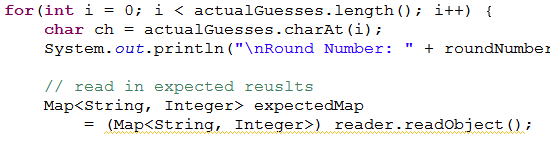 for(int i = 0; i < actualGuesses.length(); i++) {
    char ch = actualGuesses.charAt(i);
    System.out.println("\nRound Number: " + roundNumber
    // read in expected reuslts
    Map<String, Integer> expectedMap
        = (Map<String, Integer>) reader.readObject();